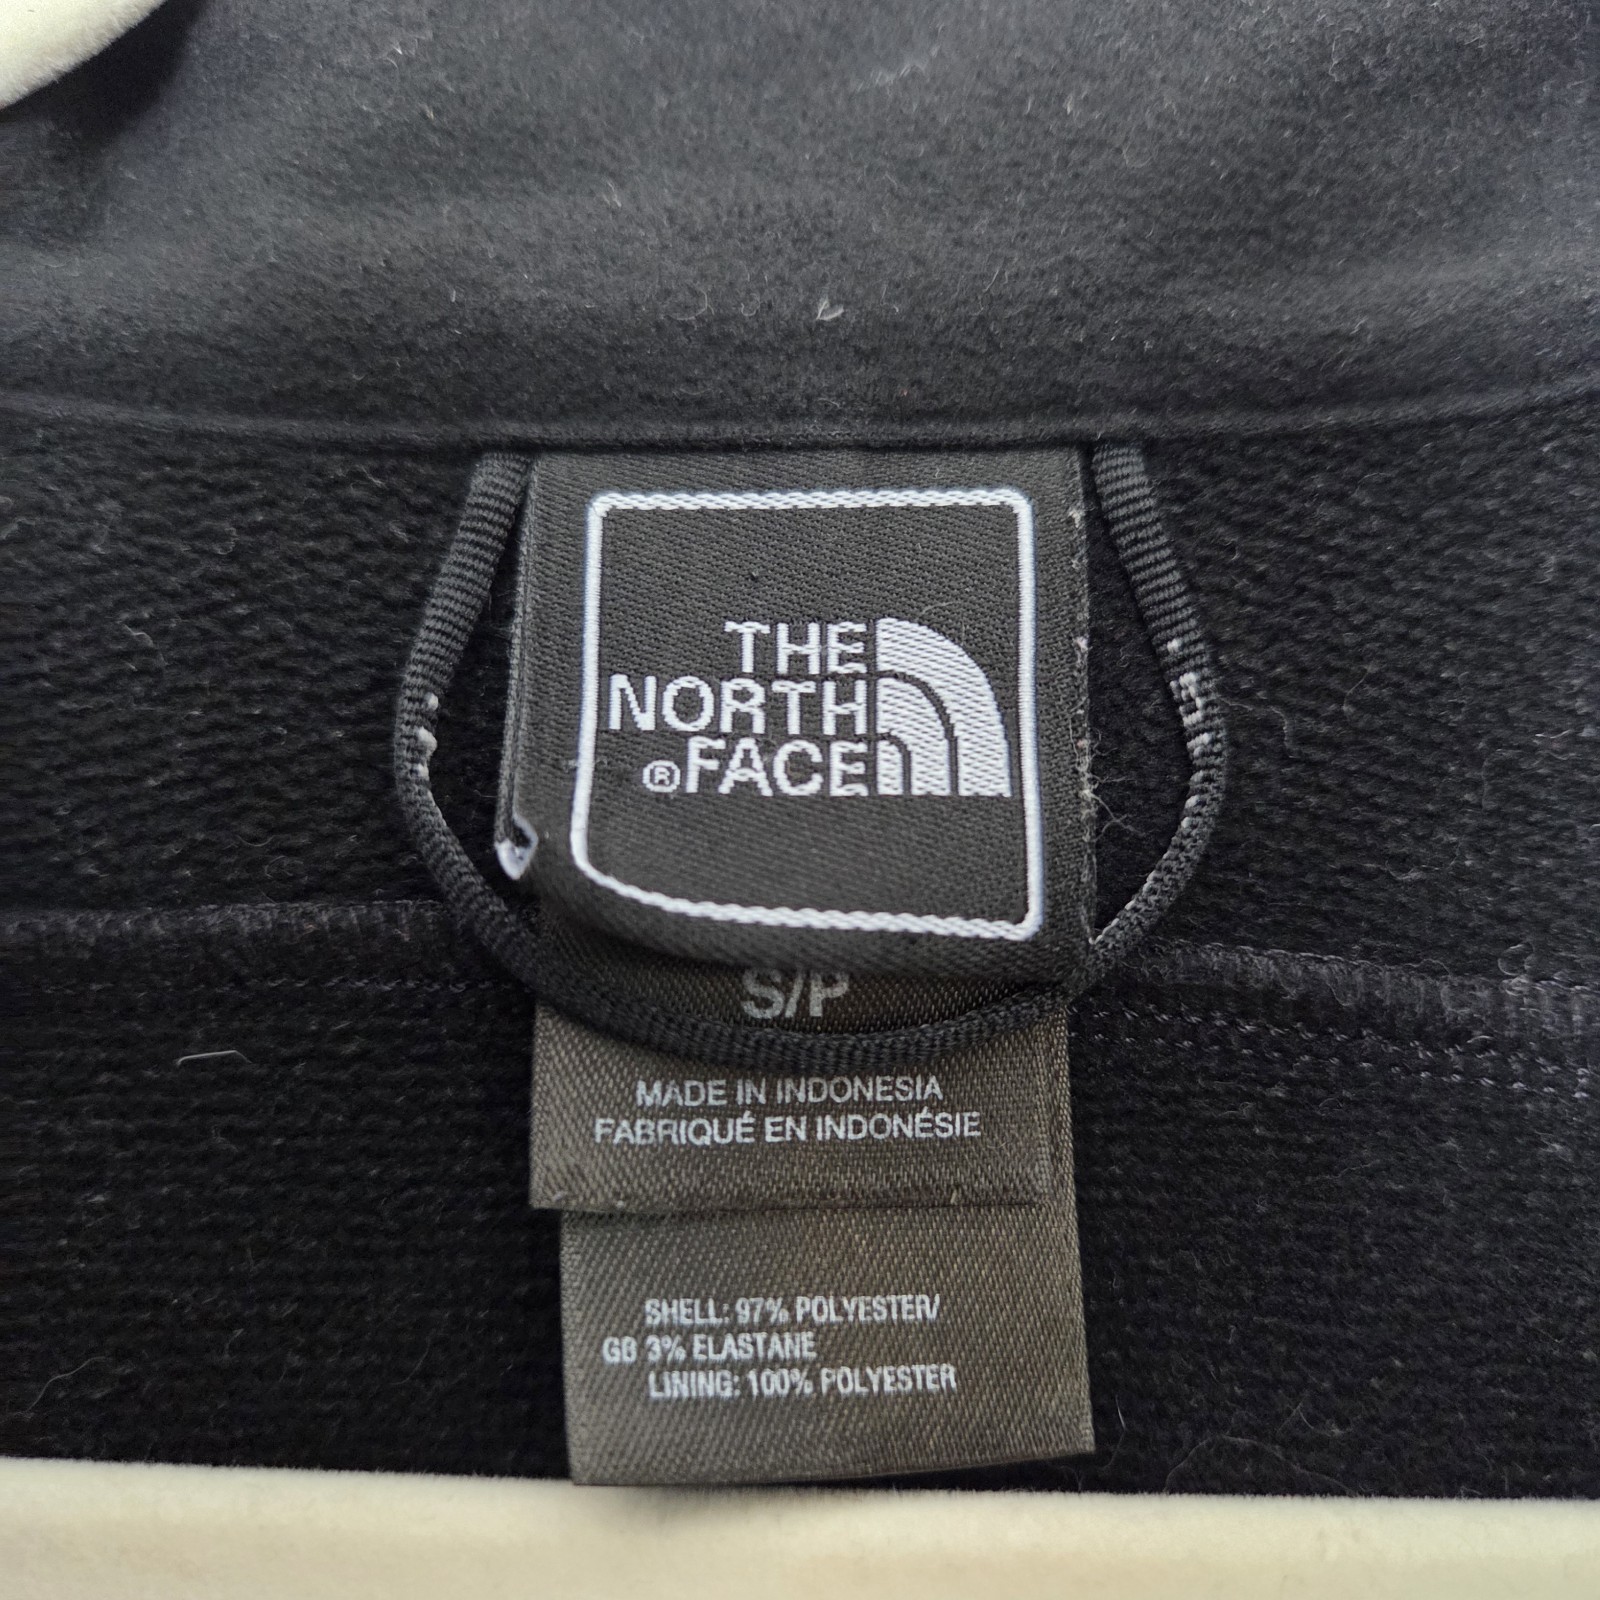 THE
NORTH
®FACE
S/P
MADE IN INDONESIA
FABRIQUÉ EN INDONÉSIE
SHELL: 97% POLYESTER/
GB 3% ELASTANE
LINING: 100% POLYESTER